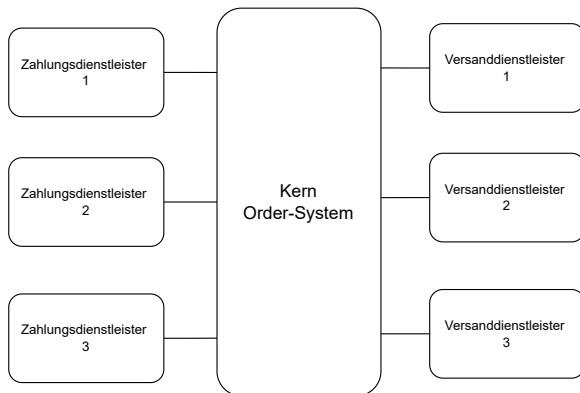 Zahlungsdienstleister
1
Zahlungsdienstleister
2
Zahlungsdienstleister
3
Kern
Order-System
Versanddienstleister
1
Versanddienstleister
2
Versanddienstleister
3